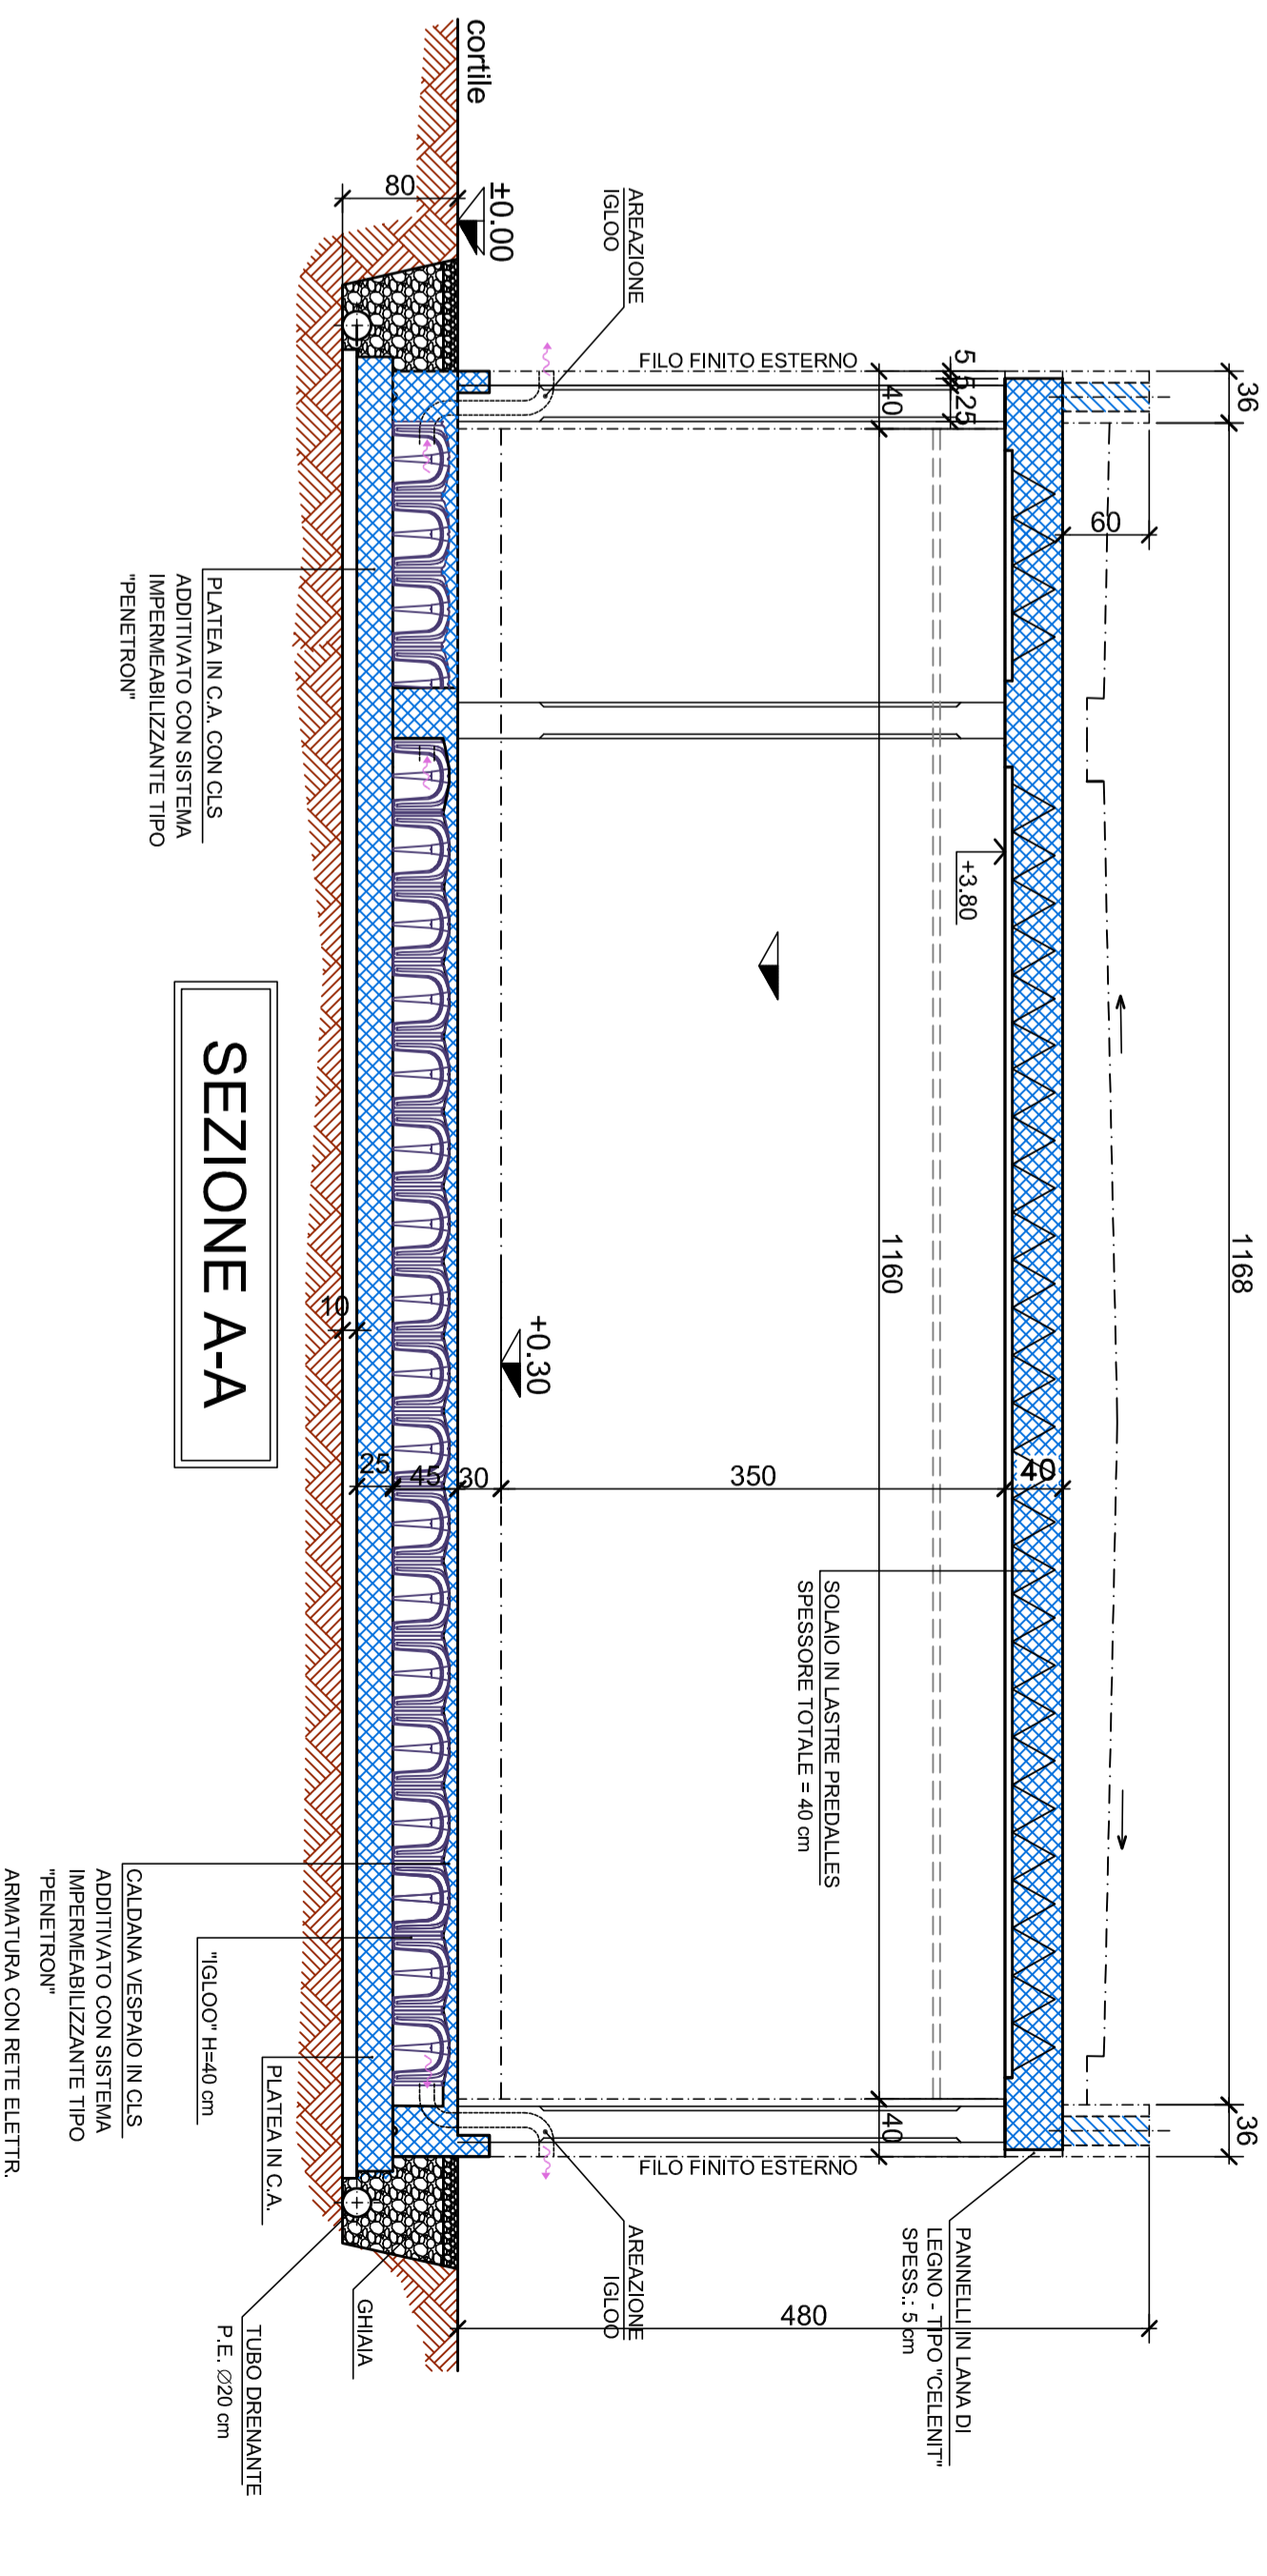 36
1168
36
60
480
5
5
25
40
1160
40
FILO FINITO ESTERNO
FILO FINITO ESTERNO
+3.80
40
350
30
45
25
10
SOLAIO IN LASTRE PREDALLES
SPESSORE TOTALE = 40 cm
PANNELLI IN LANA DI
LEGNO - TIPO "CELENIT"
SPESS.: 5 cm
AREAZIONE
IGLOO
AREAZIONE
IGLOO
+0.30
±0.00
cortile
80
GHIAIA
TUBO DRENANTE
P.E. Ø20 cm
PLATEA IN C.A.
"IGLOO" H=40 cm
PLATEA IN C.A. CON CLS
ADDITIVATO CON SISTEMA
IMPERMEABILIZZANTE TIPO
"PENETRON"
CALDANA VESPAIO IN CLS
ADDITIVATO CON SISTEMA
IMPERMEABILIZZANTE TIPO
"PENETRON"
ARMATURA CON RETE ELETTR.
SEZIONE A-A